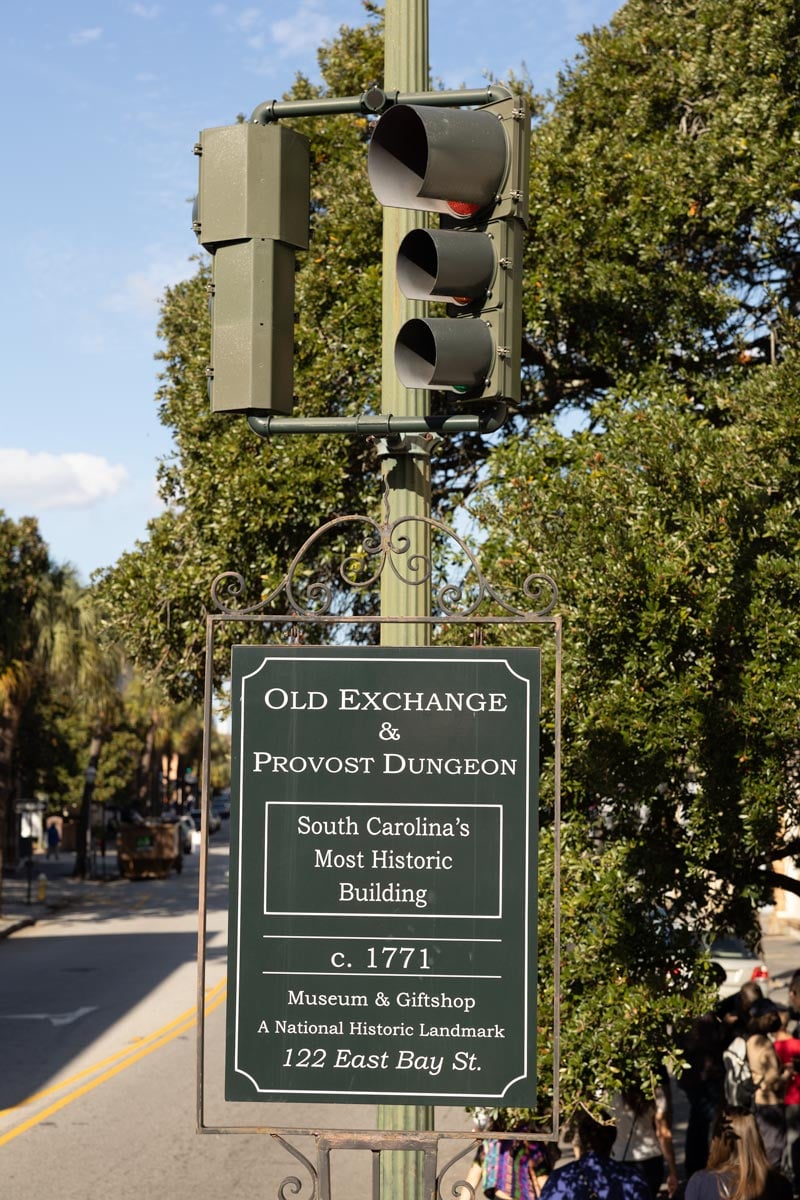 Old Exchange
&
Provost Dungeon
South Carolina's
Most Historic
Building
c. 1771
Museum & Giftshop
A National Historic Landmark
122 East Bay St.